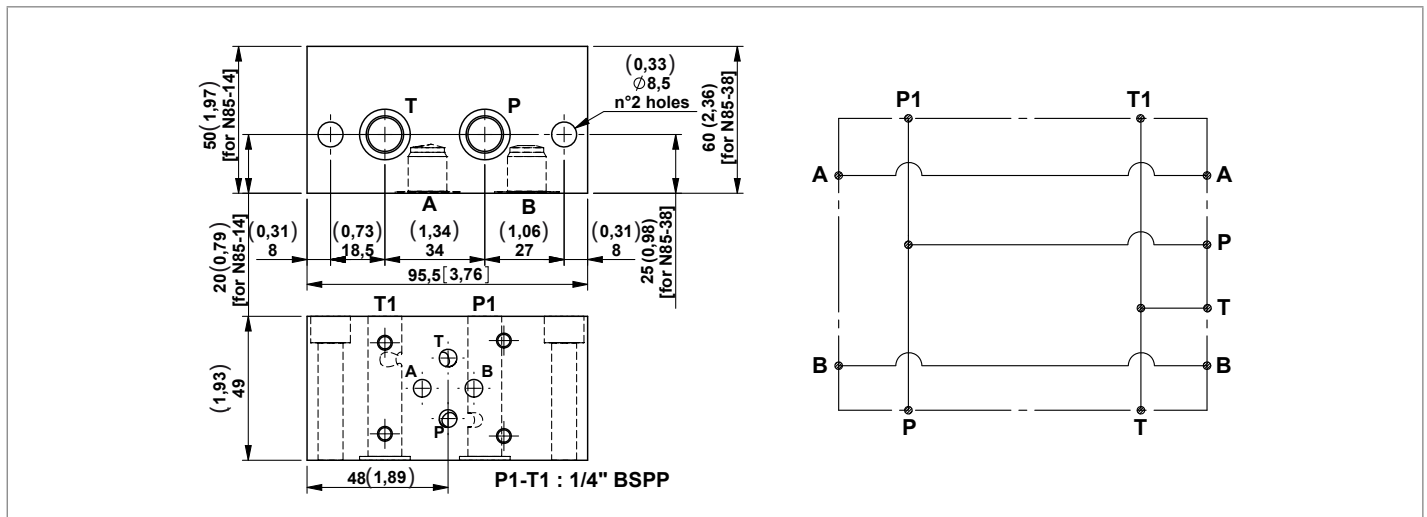 50(1,97)
[for N85-14]
T
P
(0,33)
Ø8,5
n°2 holes
60 (2,36)
[for N85-38]
A
B
20(0,79)
[for N85-14]
(0,31)
8
(0,73)
18,5
(1,34)
34
(1,06)
27
(0,31)
8
25(0,98)
[for N85-38]
95,5[3,76]
T1
P1
T
A
B
P
(1,93)
49
48(1,89)
P1-T1 : 1/4" BSPP
P1
T1
A
A
P
T
B
B
P
T